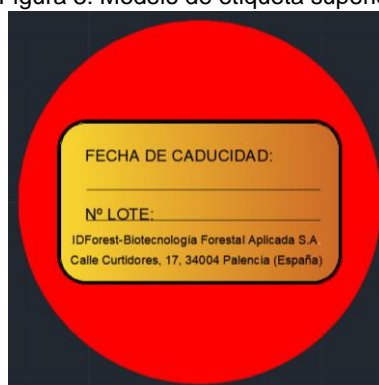 FECHA DE CADUCIDAD:
Nº LOTE:
IDForest-Biotecnología Forestal Aplicada S.A.
Calle Curtidores, 17, 34004 Palencia (España)